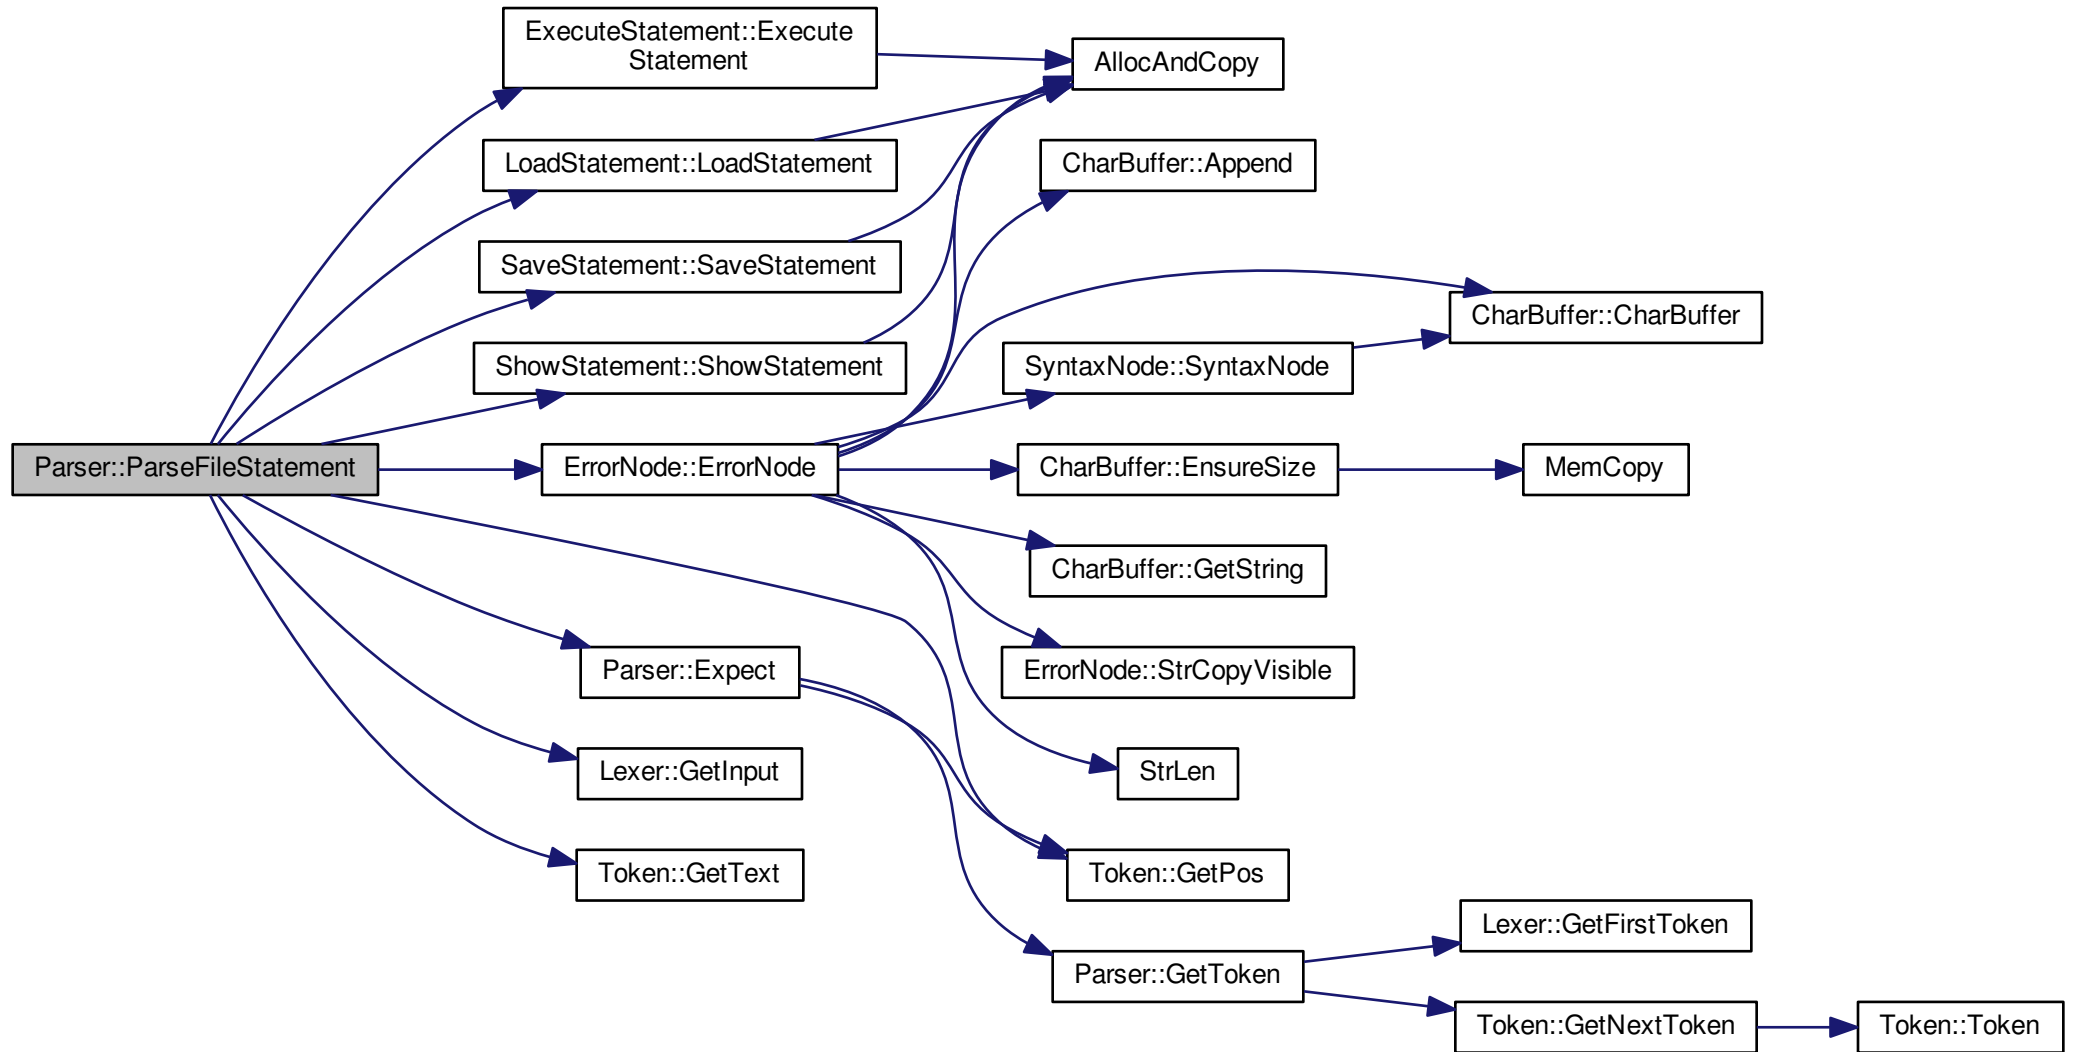 ExecuteStatement::Execute
Statement
AllocAndCopy
LoadStatement::LoadStatement
CharBuffer::Append
SaveStatement::SaveStatement
CharBuffer::CharBuffer
ShowStatement::ShowStatement
SyntaxNode::SyntaxNode
Parser::ParseFileStatement
ErrorNode::ErrorNode
CharBuffer::EnsureSize
MemCopy
CharBuffer::GetString
Parser::Expect
ErrorNode::StrCopyVisible
Lexer::GetInput
StrLen
Token::GetText
Token::GetPos
Lexer::GetFirstToken
Parser::GetToken
Token::GetNextToken
Token::Token